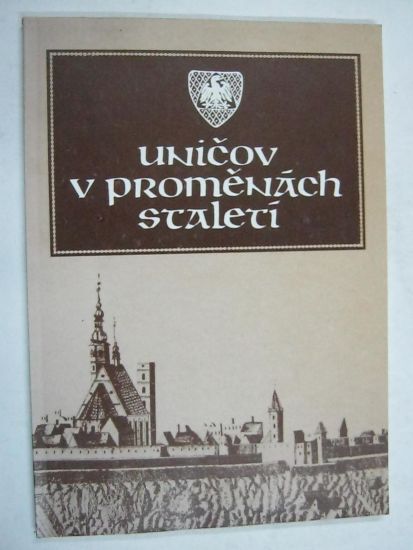 uničov
v proměnách
staletí